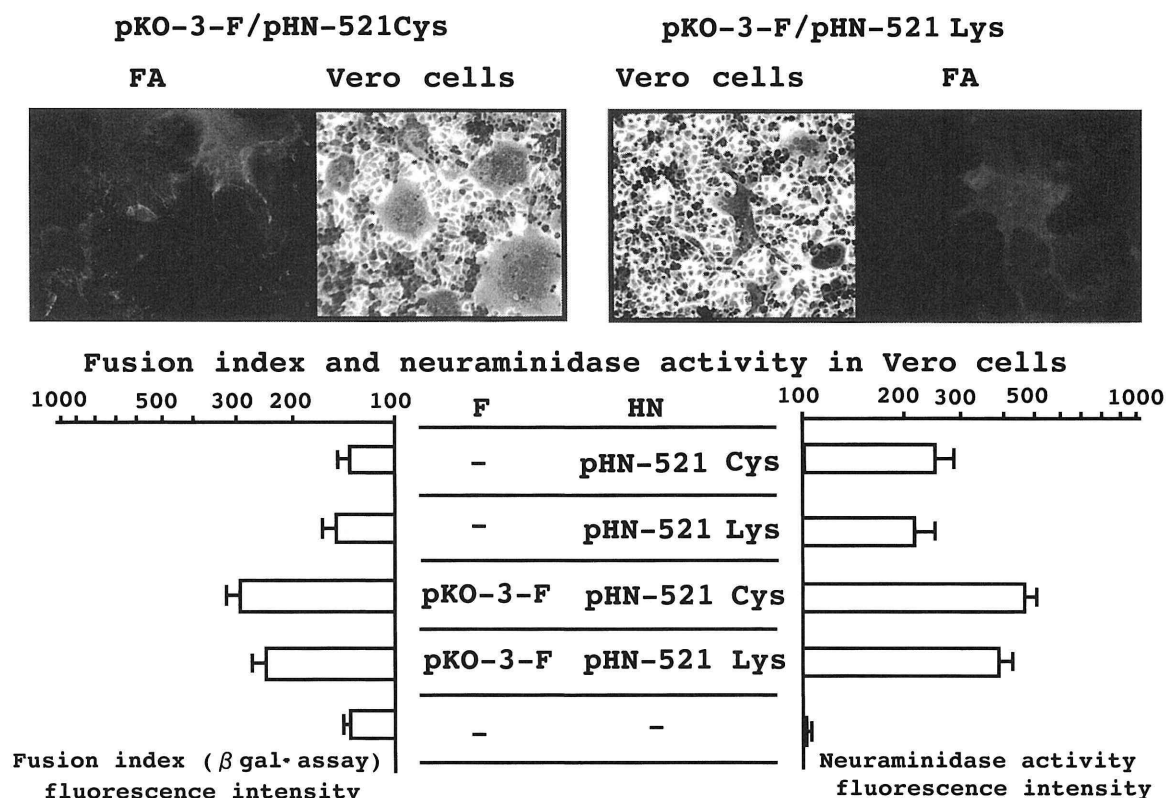 pKO-3-F/pHN-521Cys
pKO-3-F/pHN-521 Lys
FA
Vero cells
Vero cells
FA
Fusion index and neuraminidase activity in Vero cells
1000 500 300 200 100
F HN
100 200 300 500 1000
– pHN-521 Cys
– pHN-521 Lys
pKO-3-F pHN-521 Cys
pKO-3-F pHN-521 Lys
– –
Fusion index (β gal·assay)
fluorescence intensity
Neuraminidase activity
fluorescence intensity